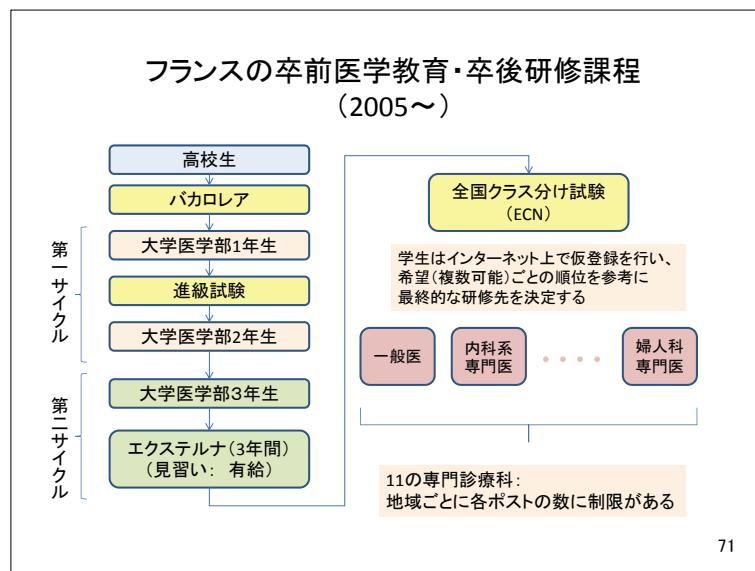 フランスの卒前医学教育・卒後研修課程
(2005～)
高校生
バカロレア
第一サイクル
大学医学部1年生
進級試験
大学医学部2年生
第二サイクル
大学医学部3年生
エクステルナ(3年間)
(見習い： 有給)
全国クラス分け試験
(ECN)
学生はインターネット上で仮登録を行い、
希望(複数可能)ごとの順位を参考に
最終的な研修先を決定する
一般医
内科系
専門医
・・・・
婦人科
専門医
11の専門診療科：
地域ごとに各ポストの数に制限がある
71